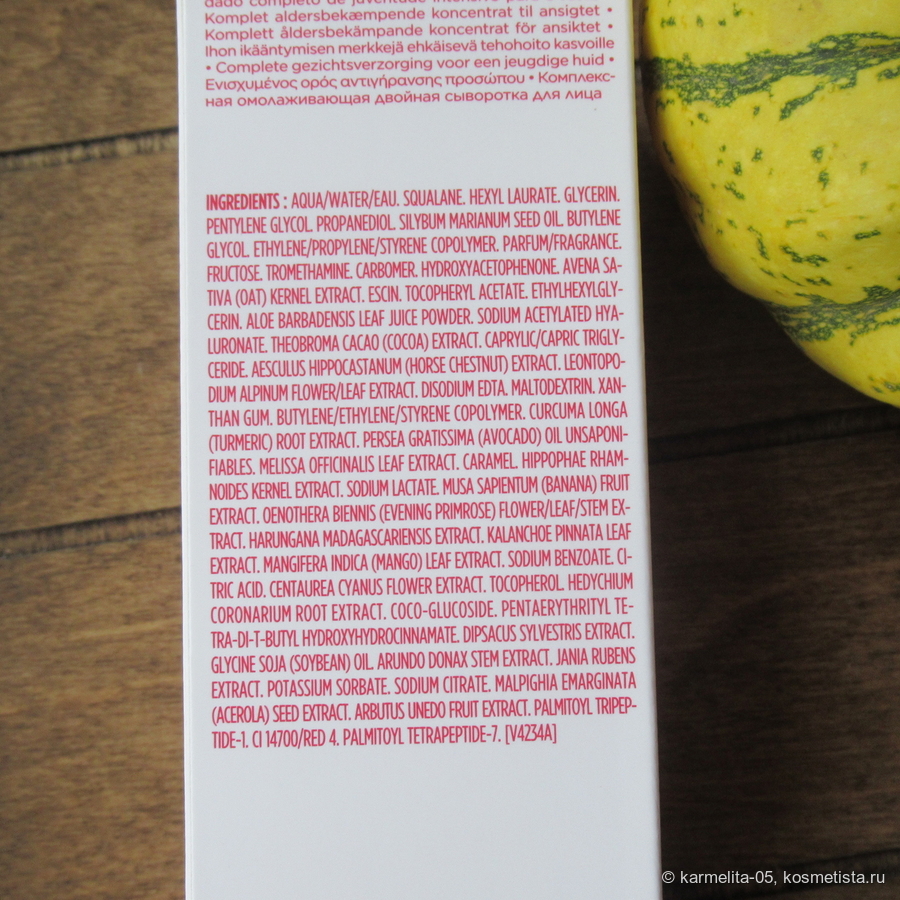 dado completo de
Komplet aldersbekæmpende koncentrat til ansigtet •
Komplett åldersbekämpande koncentrat för ansiktet •
Ihon ikääntymisen merkkejä ehkäisevä tehohoito kasvoille
• Complete gezichtsverzorging voor een jeugdige huid •
Ενισχυμένος ορός αντιγήρανσης προσώπου • Комплекс-
ная омолаживающая двойная сыворотка для лица
INGREDIENTS : AQUA/WATER/EAU. SQUALANE. HEXYL LAURATE. GLYCERIN.
PENTYLENE GLYCOL. PROPANEDIOL. SILYBUM MARIANUM SEED OIL. BUTYLENE
GLYCOL. ETHYLENE/PROPYLENE/STYRENE COPOLYMER. PARFUM/FRAGRANCE.
FRUCTOSE. TROMETHAMINE. CARBOMER. HYDROXYACETOPHENONE. AVENA SA-
TIVA (OAT) KERNEL EXTRACT. ESCIN. TOCOPHERYL ACETATE. ETHYLHEXYLGLY-
CERIN. ALOE BARBADENSIS LEAF JUICE POWDER. SODIUM ACETYLATED HYA-
LURONATE. THEOBROMA CACAO (COCOA) EXTRACT. CAPRYLIC/CAPRIC TRIGLY-
CERIDE. AESCULUS HIPPOCASTANUM (HORSE CHESTNUT) EXTRACT. LEONTOPO-
DIUM ALPINUM FLOWER/LEAF EXTRACT. DISODIUM EDTA. MALTODEXTRIN. XAN-
THAN GUM. BUTYLENE/ETHYLENE/STYRENE COPOLYMER. CURCUMA LONGA
(TURMERIC) ROOT EXTRACT. PERSEA GRATISSIMA (AVOCADO) OIL UNSAPONI-
FIABLES. MELISSA OFFICINALIS LEAF EXTRACT. CARAMEL. HIPPOPHAE RHAM-
NOIDES KERNEL EXTRACT. SODIUM LACTATE. MUSA SAPIENTUM (BANANA) FRUIT
EXTRACT. OENOTHERA BIENNIS (EVENING PRIMROSE) FLOWER/LEAF/STEM EX-
TRACT. HARUNGANA MADAGASCARIENSIS EXTRACT. KALANCHOE PINNATA LEAF
EXTRACT. MANGIFERA INDICA (MANGO) LEAF EXTRACT. SODIUM BENZOATE. CI-
TRIC ACID. CENTAUREA CYANUS FLOWER EXTRACT. TOCOPHEROL. HEDYCHIUM
CORONARIUM ROOT EXTRACT. COCO-GLUCOSIDE. PENTAERYTHRITYL TE-
TRA-DI-T-BUTYL HYDROXYHYDROCINNAMATE. DIPSACUS SYLVESTRIS EXTRACT.
GLYCINE SOJA (SOYBEAN) OIL. ARUNDO DONAX STEM EXTRACT. JANIA RUBENS
EXTRACT. POTASSIUM SORBATE. SODIUM CITRATE. MALPIGHIA EMARGINATA
(ACEROLA) SEED EXTRACT. ARBUTUS UNEDO FRUIT EXTRACT. PALMITOYL TRIPEP-
TIDE-1. CI 14700/RED 4. PALMITOYL TETRAPEPTIDE-7. [V4234A]
© karmelita-05, kosmetista.ru